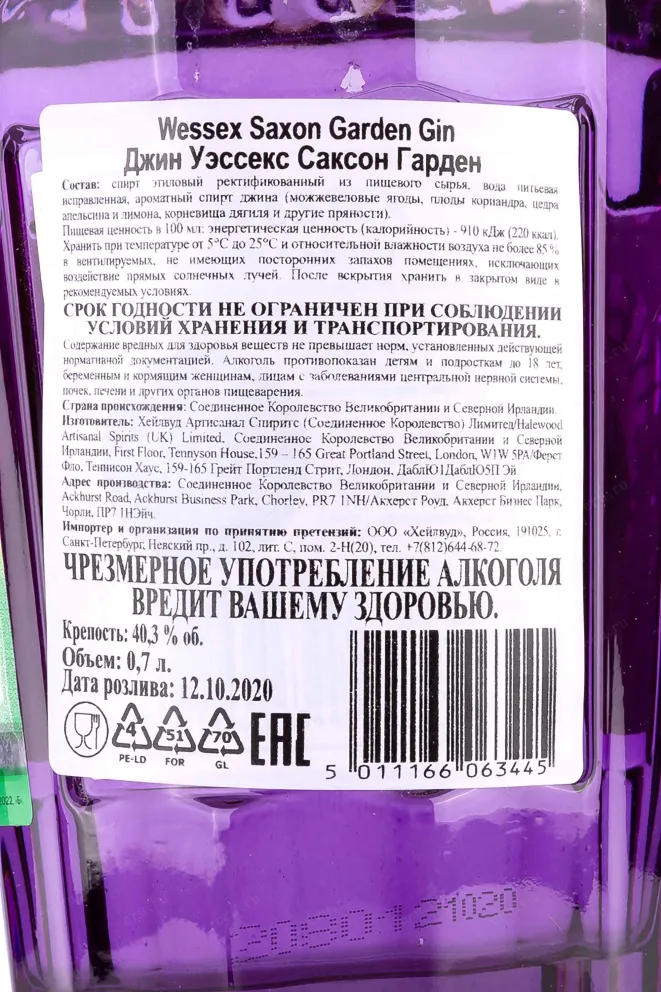 Wessex Saxon Garden Gin
Джин Уэссекс Саксон Гарден
Состав: спирт этиловый ректификованный из пищевого сырья, вода питьевая
исправленная, ароматный спирт джина (можжевеловые ягоды, плоды кориандра, цедра
апельсина и лимона, корневища дягиля и другие пряности).
Пищевая ценность в 100 мл: энергетическая ценность (калорийность) - 910 кДж (220 ккал).
Хранить при температуре от 5°С до 25°С и относительной влажности воздуха не более 85 %
в вентилируемых, не имеющих посторонних запахов помещениях, исключающих
воздействие прямых солнечных лучей. После вскрытия хранить в закрытом виде в
рекомендуемых условиях.
СРОК ГОДНОСТИ НЕ ОГРАНИЧЕН ПРИ СОБЛЮДЕНИИ
УСЛОВИЙ ХРАНЕНИЯ И ТРАНСПОРТИРОВАНИЯ.
Содержание вредных для здоровья веществ не превышает норм, установленных действующей
нормативной документацией. Алкоголь противопоказан детям и подросткам до 18 лет,
беременным и кормящим женщинам, лицам с заболеваниями центральной нервной системы,
почек, печени и других органов пищеварения.
Страна происхождения: Соединенное Королевство Великобритании и Северной Ирландии.
Изготовитель: Хейлвуд Артисанал Спиритс (Соединенное Королевство) Лимитед/Halewood
Artisanal Spirits (UK) Limited, Соединенное Королевство Великобритании и Северной
Ирландии, First Floor, Tennyson House,159 – 165 Great Portland Street, London, W1W 5PA/Ферст
Фло, Теннисон Хаус, 159-165 Грейт Портленд Стрит, Лондон, ДаблЮ1ДаблЮ5П Эй.
Адрес производства: Соединенное Королевство Великобритании и Северной Ирландии,
Ackhurst Road, Ackhurst Business Park, Chorley, PR7 1NH/Акхерст Роуд, Акхерст Бизнес Парк,
Чорли, ПР7 1НЭйч.
Импортер и организация по принятию претензий: ООО «Хейлвуд», Россия, 191025, г.
Санкт-Петербург, Невский пр., д. 102, лит. С, пом. 2-Н(20), тел. +7(812)644-68-72.
ЧРЕЗМЕРНОЕ УПОТРЕБЛЕНИЕ АЛКОГОЛЯ
ВРЕДИТ ВАШЕМУ ЗДОРОВЬЮ.
Крепость: 40,3 % об.
Объем: 0,7 л.
Дата розлива: 12.10.2020
4 51 70 EAC
PE-LD FOR GL
5 011166 063445
2080121020